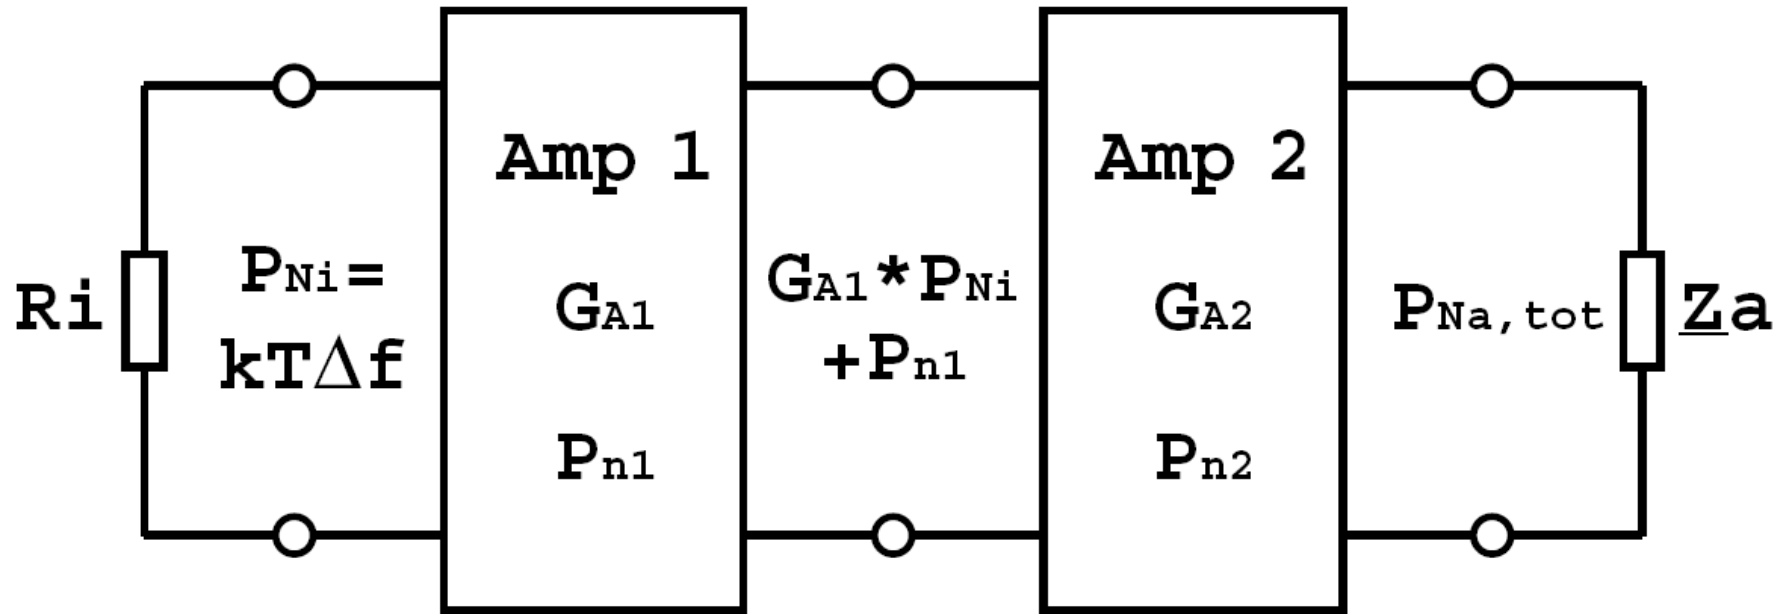 Ri
PNi=
kTΔf
Amp 1
GA1
Pn1
GA1*PNi
+Pn1
Amp 2
GA2
Pn2
PNa,tot
Za